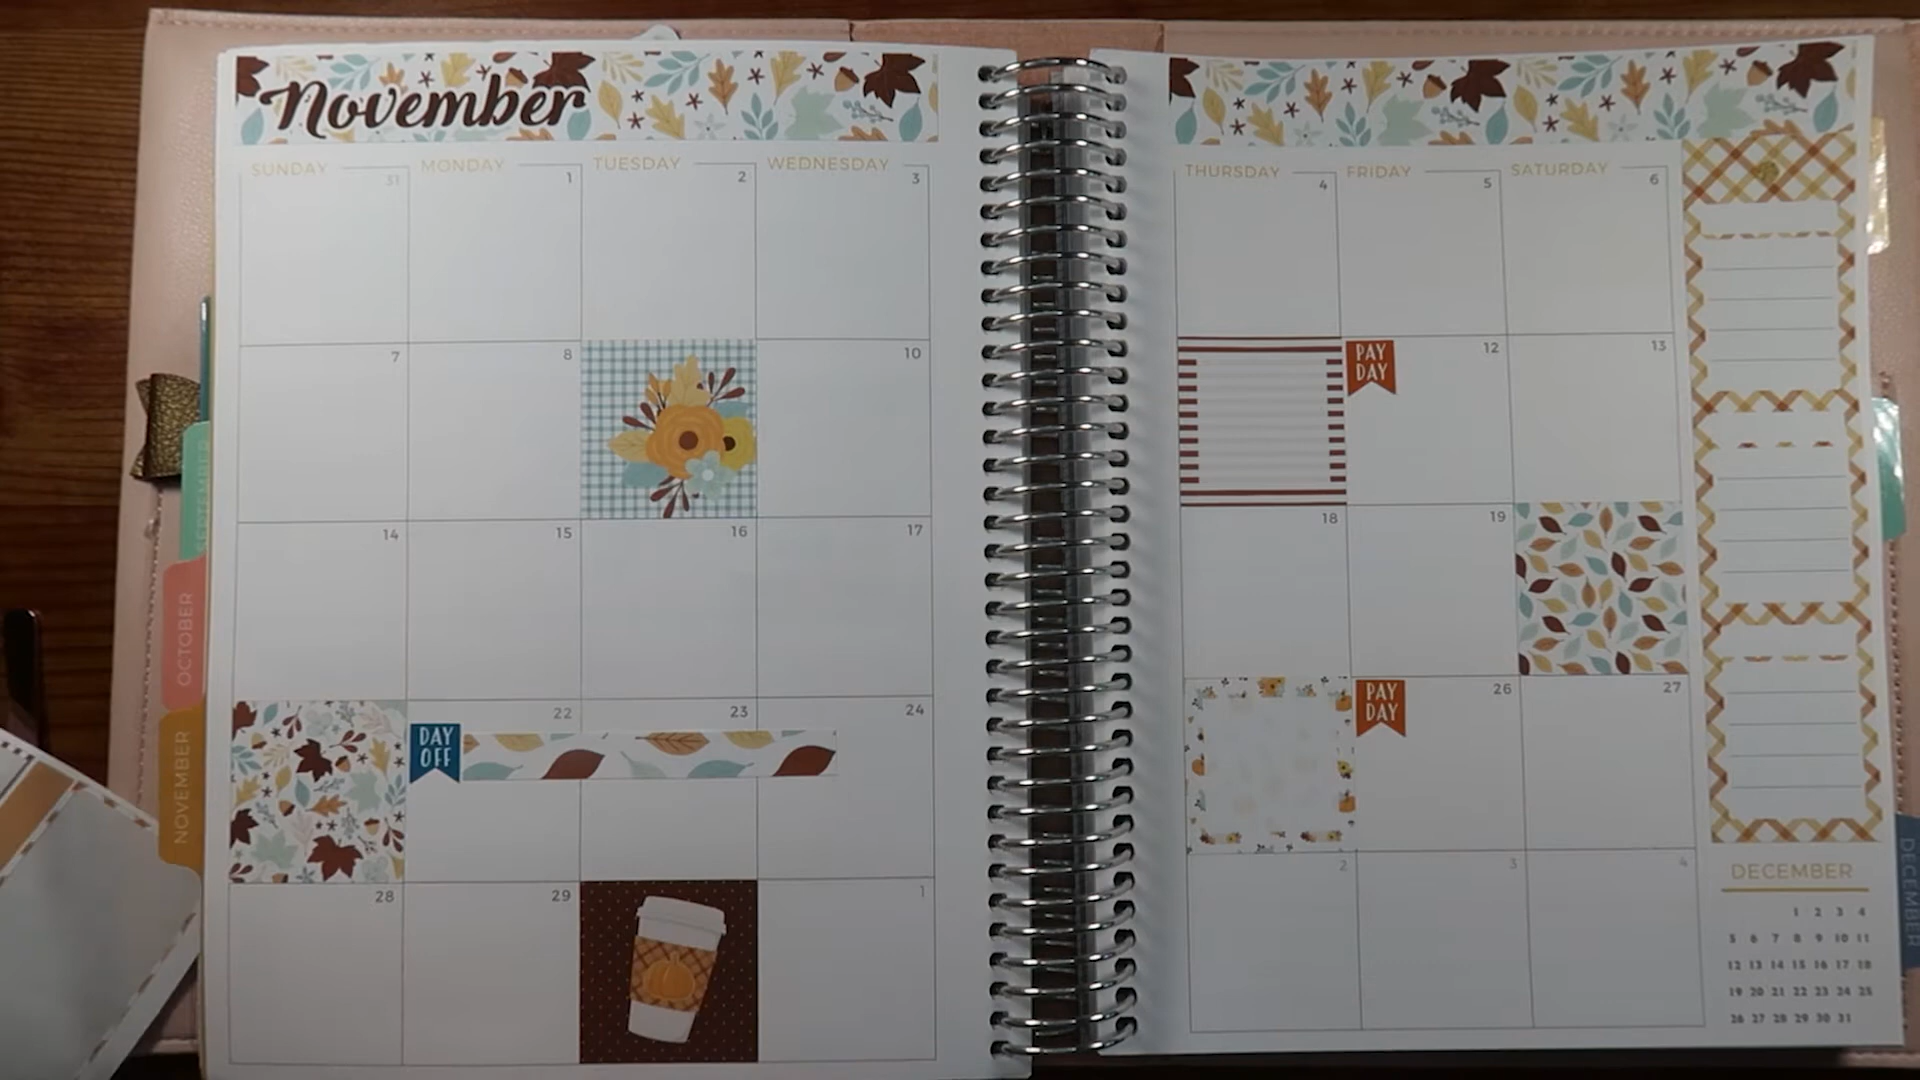 November
SUNDAY MONDAY TUESDAY WEDNESDAY
31 1 2 3
7 8 10
14 15 16 17
22 23 24
DAY
OFF
28 29 1
THURSDAY FRIDAY SATURDAY
4 5 6
PAY
DAY
12 13
18 19
PAY
DAY
26 27
2 3 4
DECEMBER
1 2 3 4
5 6 7 8 9 10 11
12 13 14 15 16 17 18
19 20 21 22 23 24 25
26 27 28 29 30 31
SEPTEMBER
OCTOBER
NOVEMBER
DECEMBER